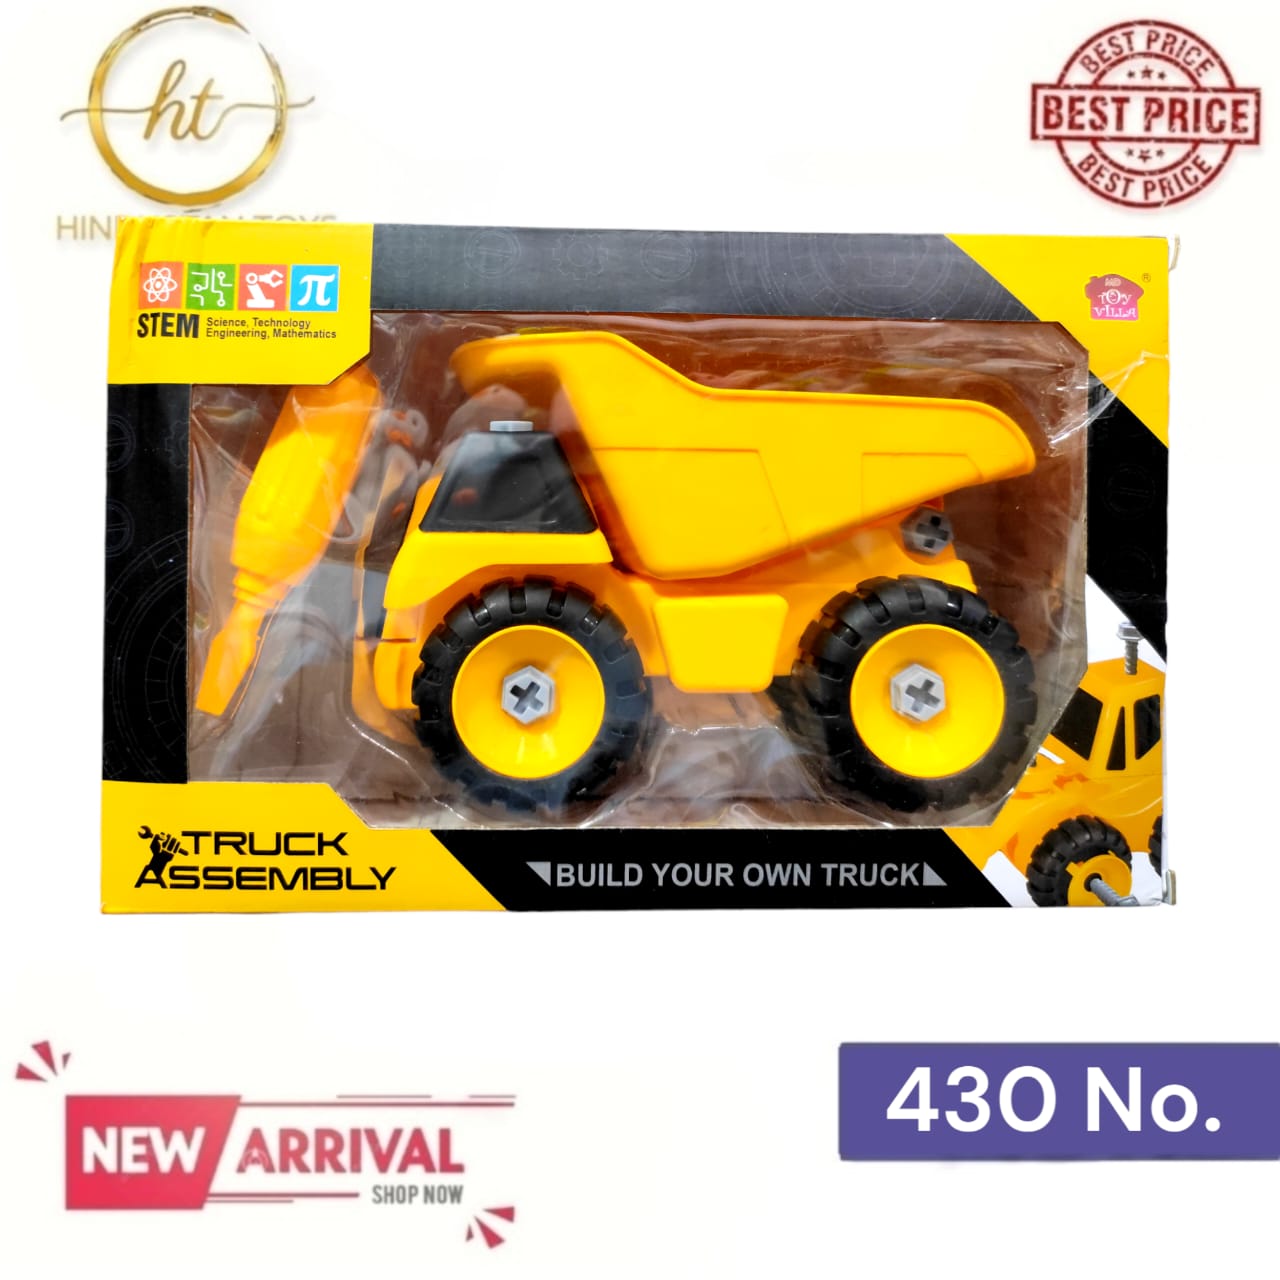 ht
BEST PRICE
BEST PRICE
BEST PRICE
TOYS
STEM
Science, Technology
Engineering, Mathematics
π
TOY
VILLA
®
TRUCK
ASSEMBLY
BUILD YOUR OWN TRUCK
NEW ARRIVAL
SHOP NOW
430 No.